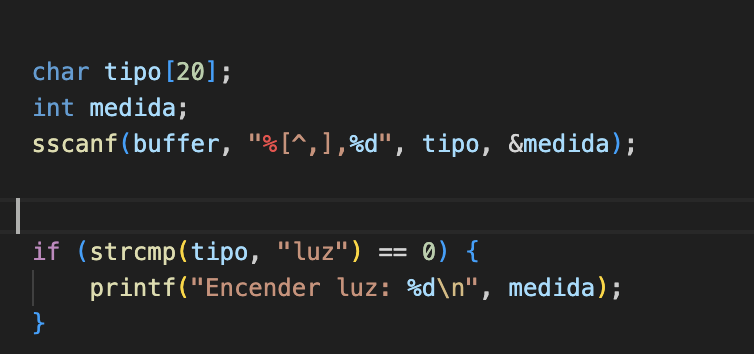 char tipo[20];
int medida;
sscanf(buffer, "%[^,],%d", tipo, &medida);
if (strcmp(tipo, "luz") == 0) {
    printf("Encender luz: %d\n", medida);
}